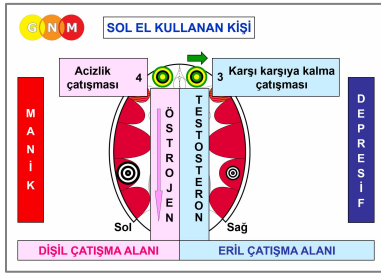 GNM
SOL EL KULLANAN KİŞİ
Acizlik 4
çatışması
3 Karşı karşıya kalma
çatışması
MANİK
ÖSTROJEN
TESTOSTERON
DEPRESİF
Sol
Sağ
DİŞİL ÇATIŞMA ALANI
ERİL ÇATIŞMA ALANI